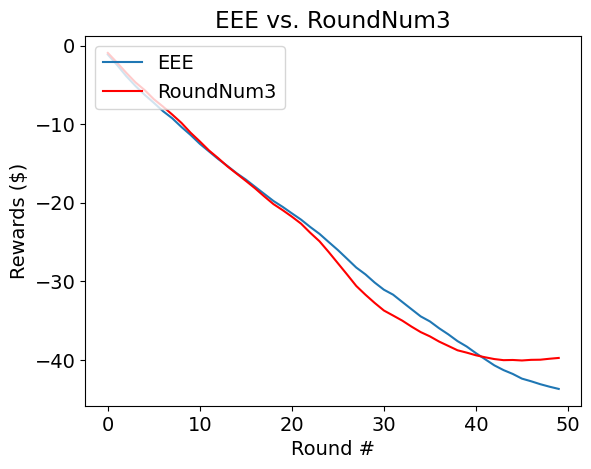 EEE vs. RoundNum3
EEE
RoundNum3
Rewards ($)
0
−10
−20
−30
−40
0 10 20 30 40 50
Round #